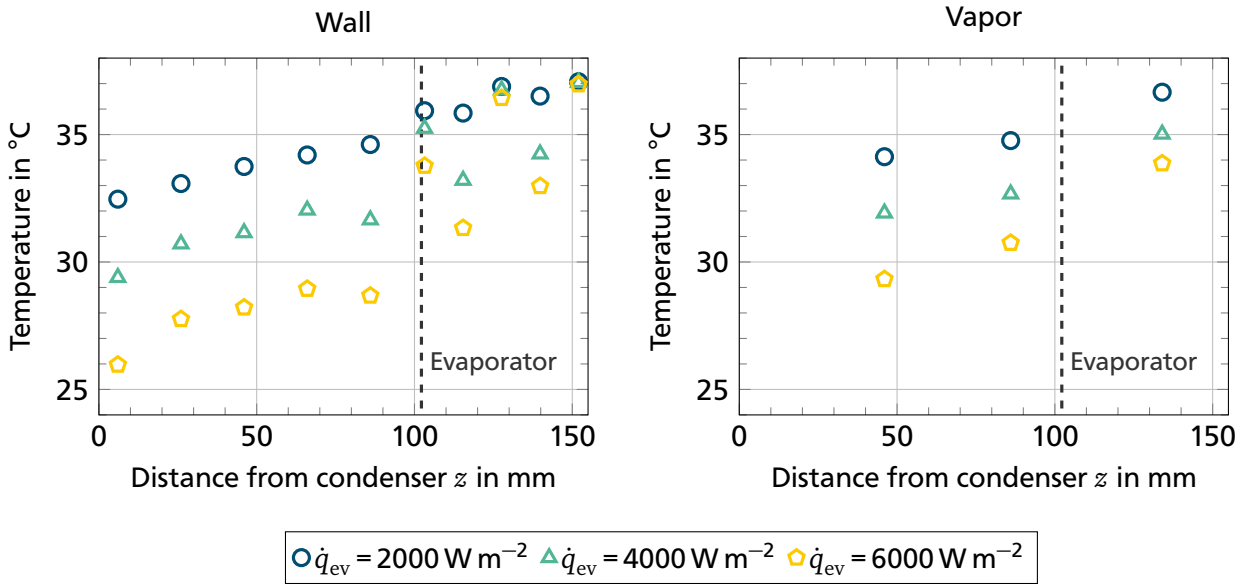 Wall
Vapor
Temperature in °C
35
30
25
Evaporator
0 50 100 150
Distance from condenser z in mm
Temperature in °C
35
30
25
Evaporator
0 50 100 150
Distance from condenser z in mm
q̇ev = 2000 W m−2 q̇ev = 4000 W m−2 q̇ev = 6000 W m−2